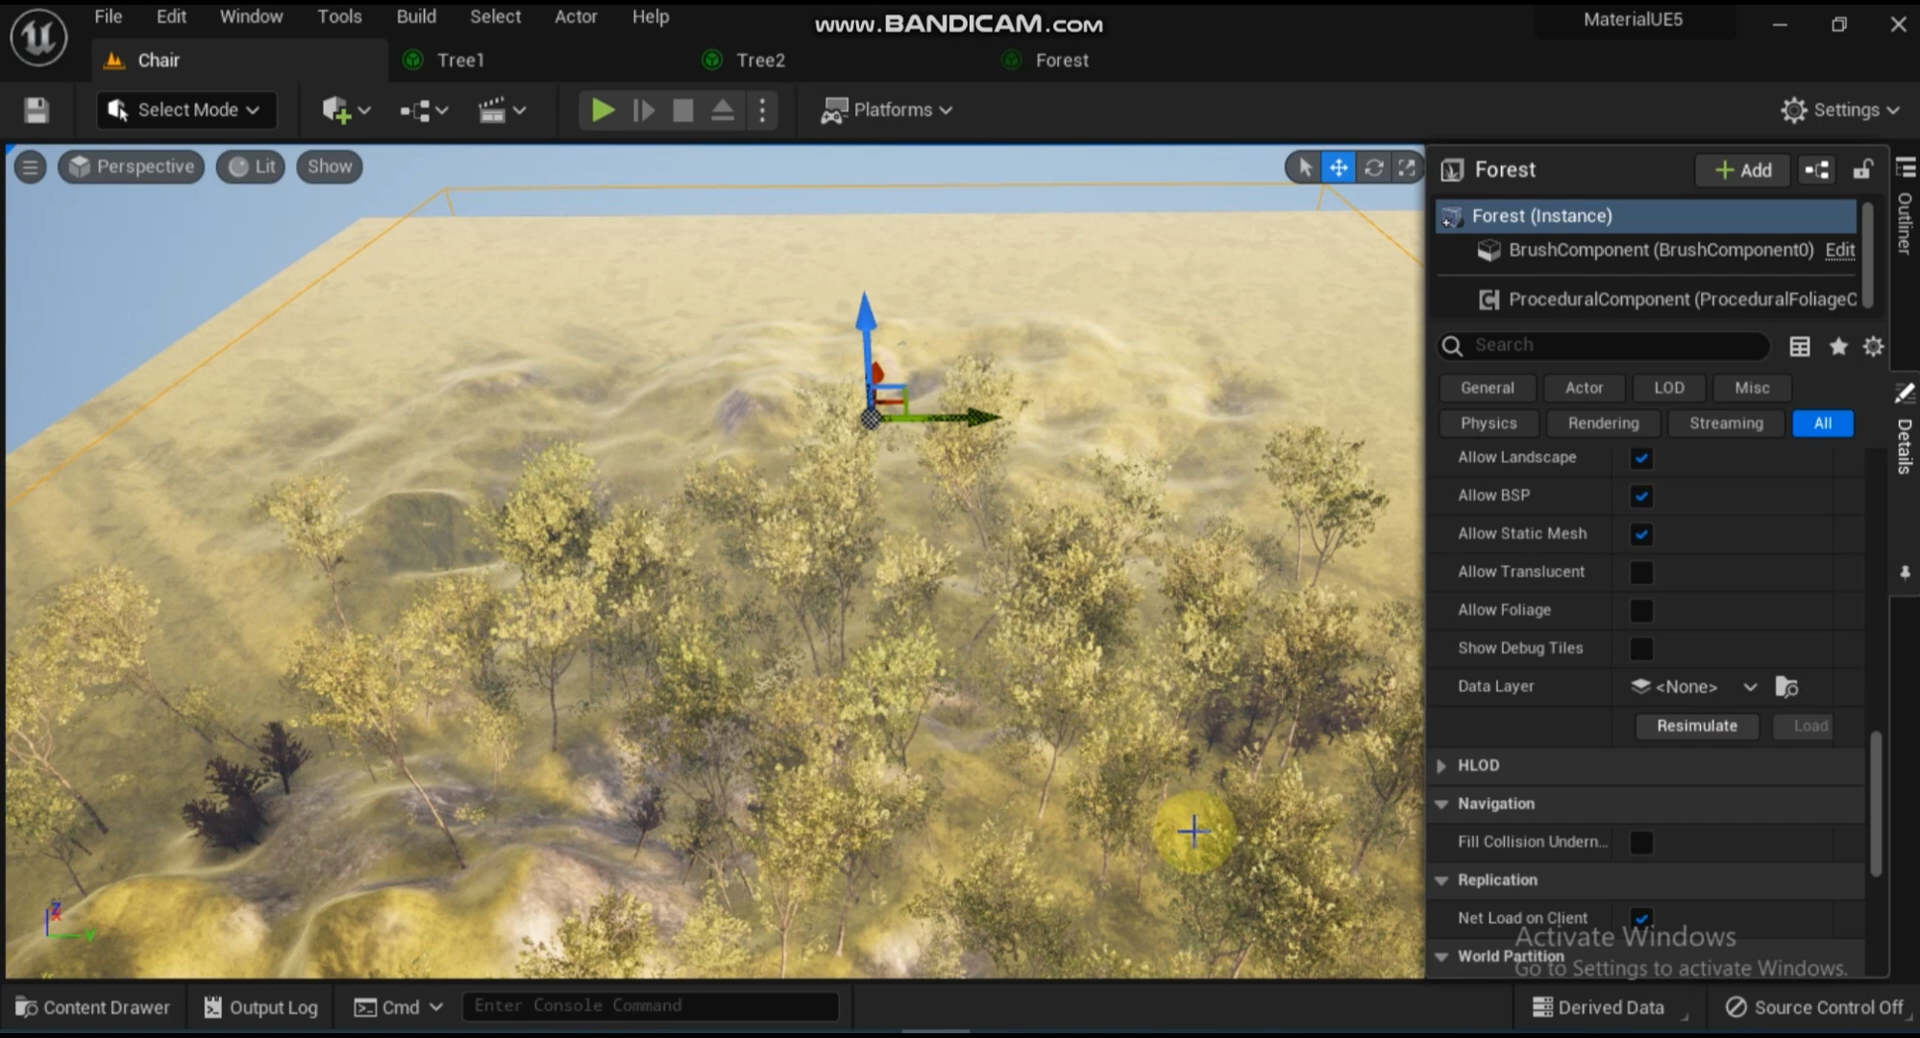 File Edit Window Tools Build Select Actor Help
www.BANDICAM.com
MaterialUE5
Chair Tree1 Tree2 Forest
Select Mode Platforms Settings
Perspective Lit Show
Forest Add
Forest (Instance)
BrushComponent (BrushComponent0) Edit
ProceduralComponent (ProceduralFoliageC
Outliner
Search
General Actor LOD Misc
Physics Rendering Streaming All
Details
Allow Landscape
Allow BSP
Allow Static Mesh
Allow Translucent
Allow Foliage
Show Debug Tiles
Data Layer <None>
Resimulate Load
HLOD
Navigation
Fill Collision Undern...
Replication
Net Load on Client
Activate Windows
World Partition
Go to Settings to activate Windows.
Z
Y
Content Drawer Output Log Cmd Enter Console Command Derived Data Source Control Off